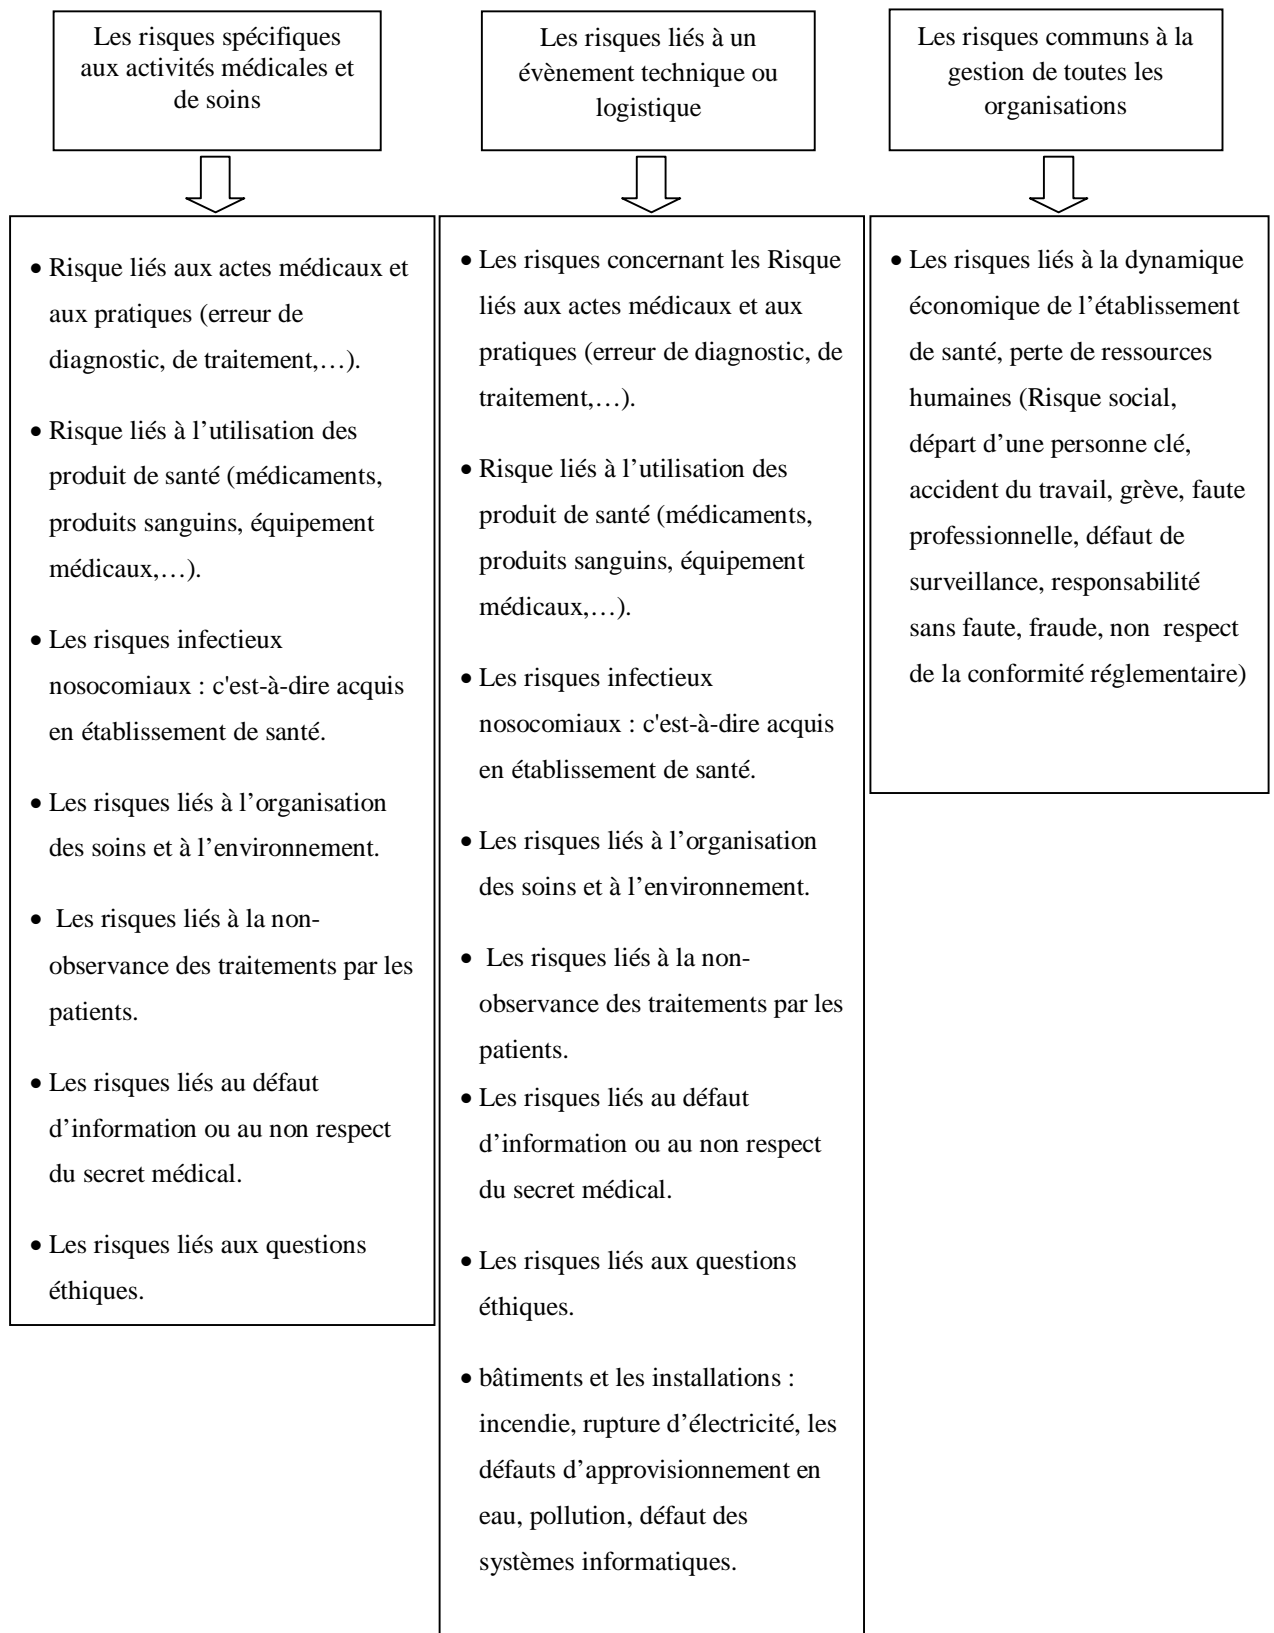 Les risques spécifiques
aux activités médicales et
de soins
Les risques liés à un
évènement technique ou
logistique
Les risques communs à la
gestion de toutes les
organisations
• Risque liés aux actes médicaux et
aux pratiques (erreur de
diagnostic, de traitement,…).
• Risque liés à l’utilisation des
produit de santé (médicaments,
produits sanguins, équipement
médicaux,…).
• Les risques infectieux
nosocomiaux : c'est-à-dire acquis
en établissement de santé.
• Les risques liés à l’organisation
des soins et à l’environnement.
• Les risques liés à la non-
observance des traitements par les
patients.
• Les risques liés au défaut
d’information ou au non respect
du secret médical.
• Les risques liés aux questions
éthiques.
• Les risques concernant les Risque
liés aux actes médicaux et aux
pratiques (erreur de diagnostic, de
traitement,…).
• Risque liés à l’utilisation des
produit de santé (médicaments,
produits sanguins, équipement
médicaux,…).
• Les risques infectieux
nosocomiaux : c'est-à-dire acquis
en établissement de santé.
• Les risques liés à l’organisation
des soins et à l’environnement.
• Les risques liés à la non-
observance des traitements par les
patients.
• Les risques liés au défaut
d’information ou au non respect
du secret médical.
• Les risques liés aux questions
éthiques.
• bâtiments et les installations :
incendie, rupture d’électricité, les
défauts d’approvisionnement en
eau, pollution, défaut des
systèmes informatiques.
• Les risques liés à la dynamique
économique de l’établissement
de santé, perte de ressources
humaines (Risque social,
départ d’une personne clé,
accident du travail, grève, faute
professionnelle, défaut de
surveillance, responsabilité
sans faute, fraude, non respect
de la conformité réglementaire)